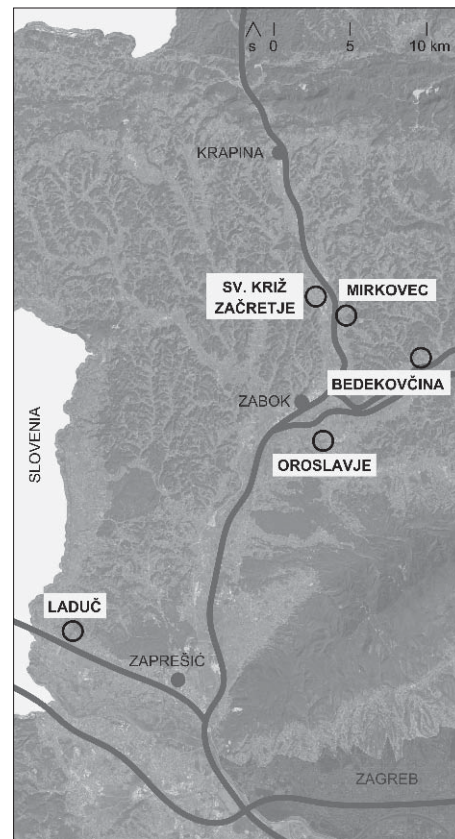 s 0 5 10 km
KRAPINA
SV. KRIŽ
ZAČRETJE
MIRKOVEC
BEDEKOVČINA
ZABOK
OROSLAVJE
SLOVENIA
LADUČ
ZAPREŠIĆ
ZAGREB